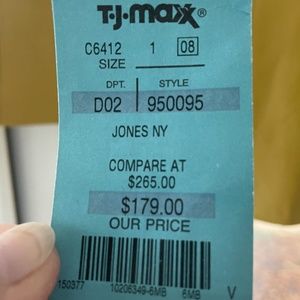 T·J·maxx®
C6412 1 08
SIZE
DPT. STYLE
D02 950095
JONES NY
COMPARE AT
$265.00
$179.00
OUR PRICE
150377 10206349-6MB 6MB V